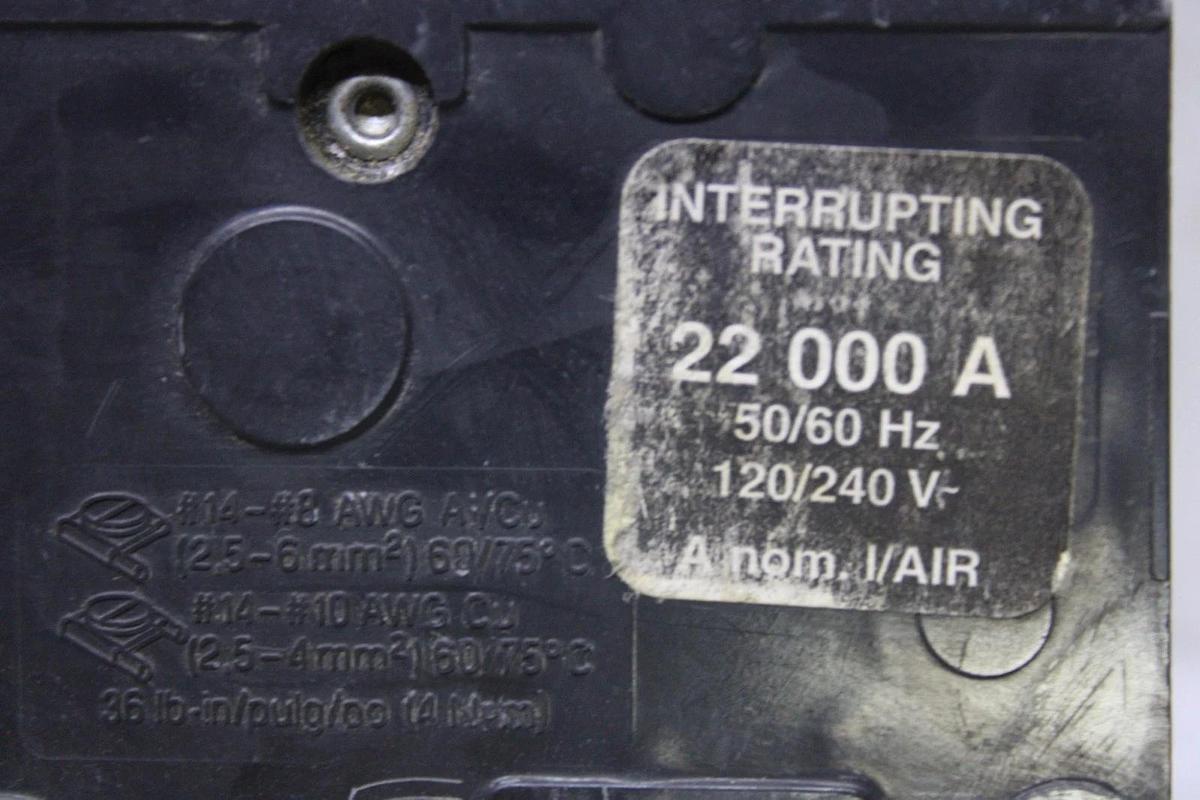 INTERRUPTING
RATING
22 000 A
50/60 Hz
120/240 V~
A nom. I/AIR
#14-#8 AWG Al/Cu
(2,5-6 mm²) 60/75°C
#14-#10 AWG Cu
(2,5-4 mm²) 60/75°C
36 lb-in/pulg/po (4 N·m)